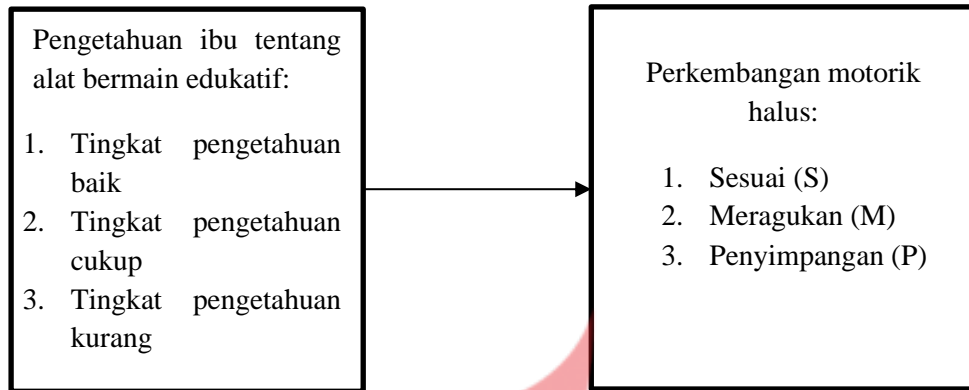 Pengetahuan ibu tentang
alat bermain edukatif:
1. Tingkat pengetahuan
baik
2. Tingkat pengetahuan
cukup
3. Tingkat pengetahuan
kurang
Perkembangan motorik
halus:
1. Sesuai (S)
2. Meragukan (M)
3. Penyimpangan (P)